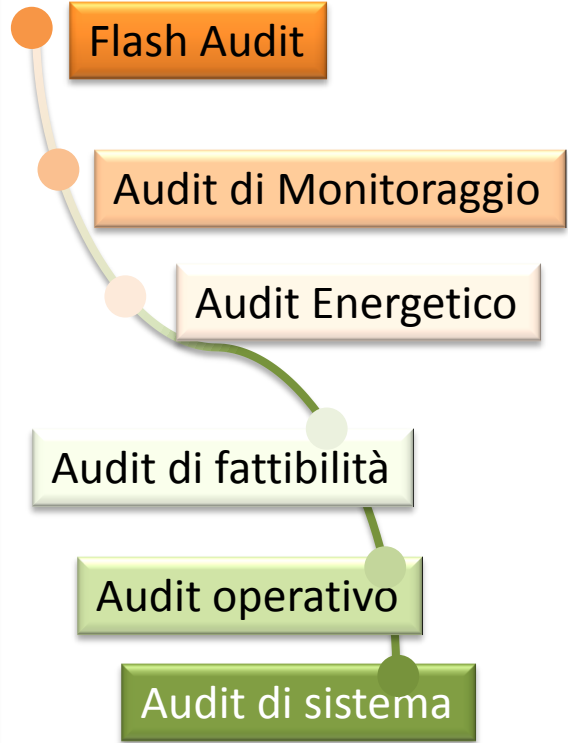 Flash Audit
Audit di Monitoraggio
Audit Energetico
Audit di fattibilità
Audit operativo
Audit di sistema